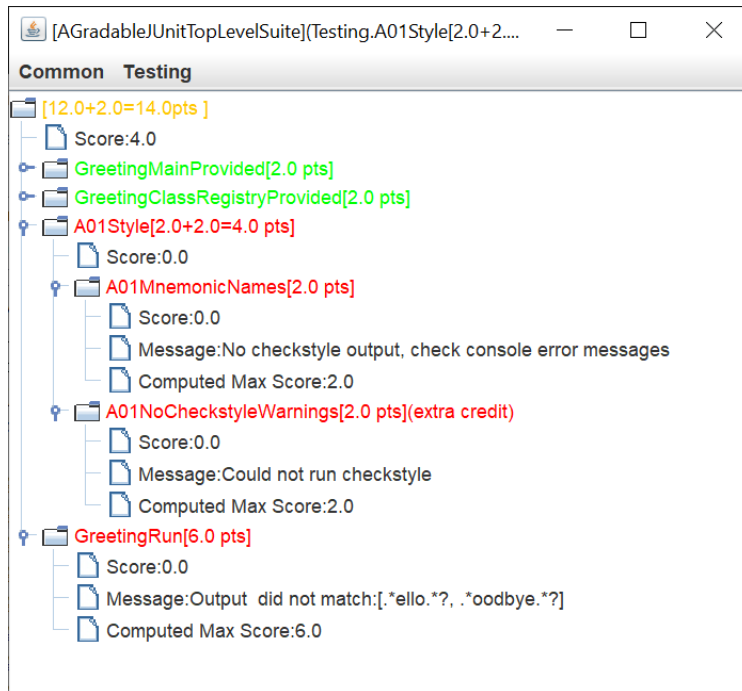 [AGradableJUnitTopLevelSuite](Testing.A01Style[2.0+2....
Common Testing
[12.0+2.0=14.0pts ]
Score:4.0
GreetingMainProvided[2.0 pts]
GreetingClassRegistryProvided[2.0 pts]
A01Style[2.0+2.0=4.0 pts]
Score:0.0
A01MnemonicNames[2.0 pts]
Score:0.0
Message:No checkstyle output, check console error messages
Computed Max Score:2.0
A01NoCheckstyleWarnings[2.0 pts](extra credit)
Score:0.0
Message:Could not run checkstyle
Computed Max Score:2.0
GreetingRun[6.0 pts]
Score:0.0
Message:Output  did not match:[.*ello.*?, .*oodbye.*?]
Computed Max Score:6.0